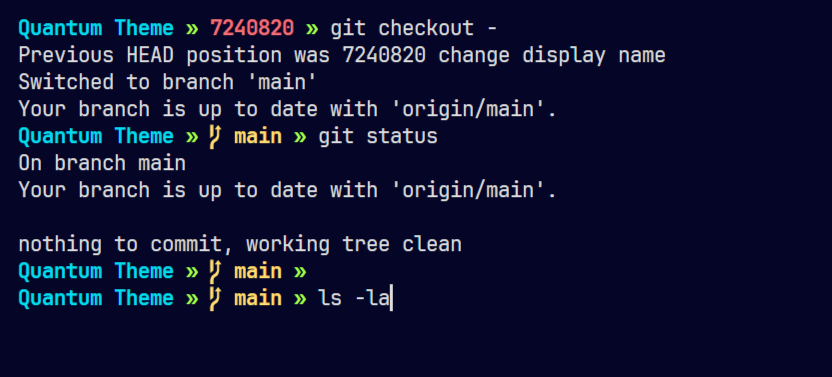 Quantum Theme » 7240820 » git checkout -
Previous HEAD position was 7240820 change display name
Switched to branch 'main'
Your branch is up to date with 'origin/main'.
Quantum Theme » main » git status
On branch main
Your branch is up to date with 'origin/main'.
nothing to commit, working tree clean
Quantum Theme » main »
Quantum Theme » main » ls -la